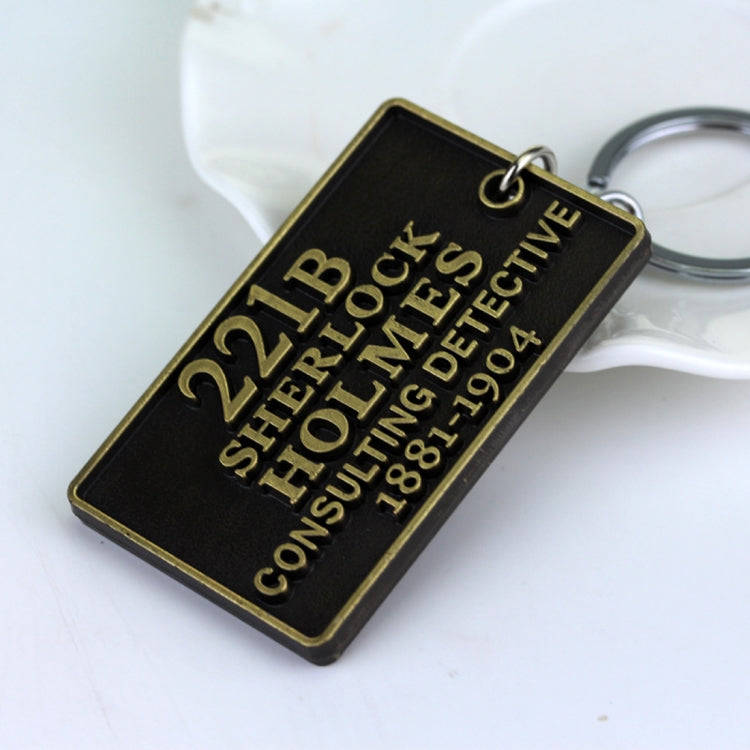 221B
SHERLOCK
HOLMES
CONSULTING DETECTIVE
1881-1904